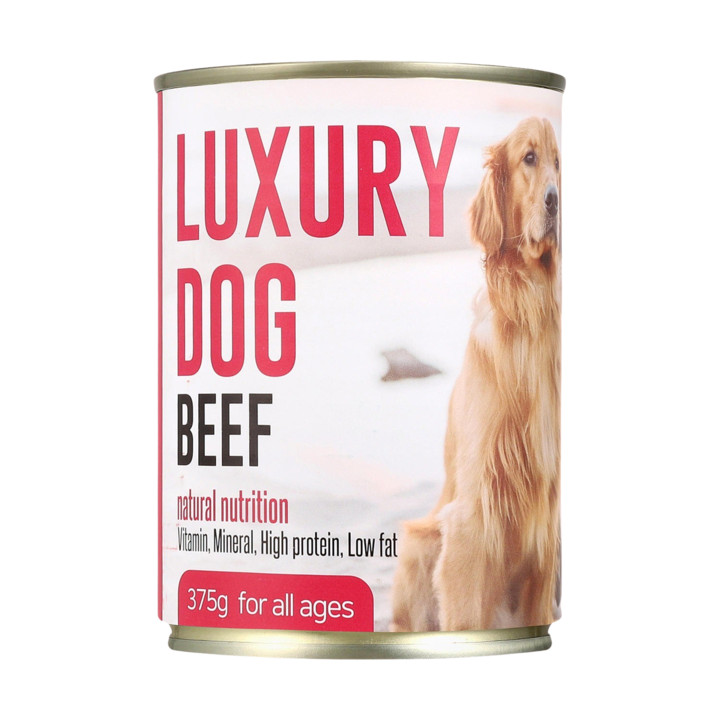 LUXURY
DOG
BEEF
natural nutrition
Vitamin, Mineral, High protein, Low fat
375g for all ages